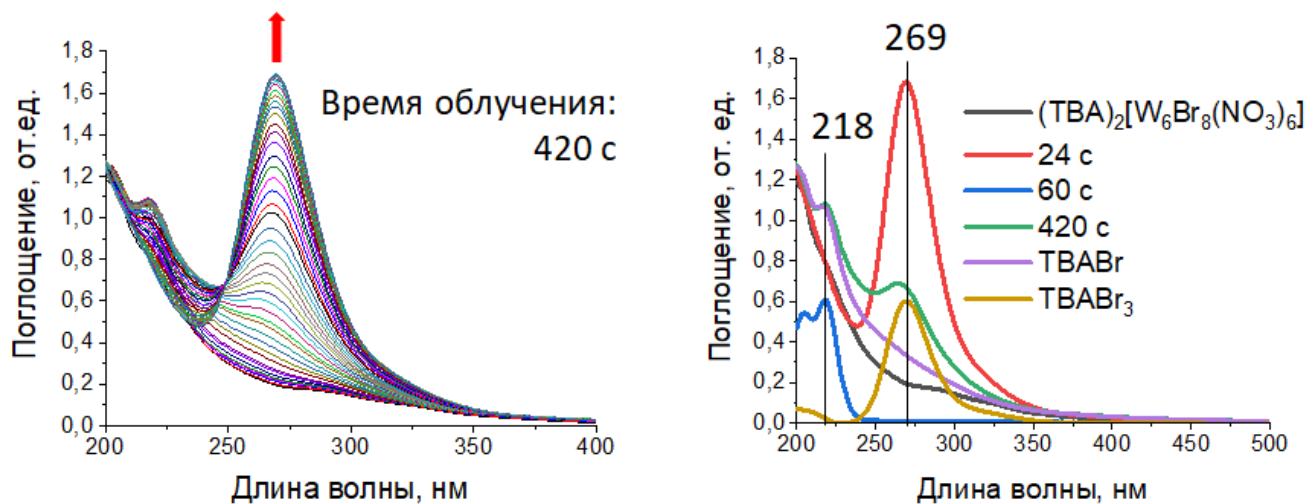 Поглощение, от.ед.
1,8
1,6
1,4
1,2
1,0
0,8
0,6
0,4
0,2
0,0
200
250
300
350
400
Длина волны, нм
Время облучения:
420 с
Поглощение, от. ед.
1,8
1,6
1,4
1,2
1,0
0,8
0,6
0,4
0,2
0,0
200
250
300
350
400
450
500
Длина волны, нм
218
269
(TBA)₂[W₆Br₈(NO₃)₆]
24 с
60 с
420 с
TBABr
TBABr₃